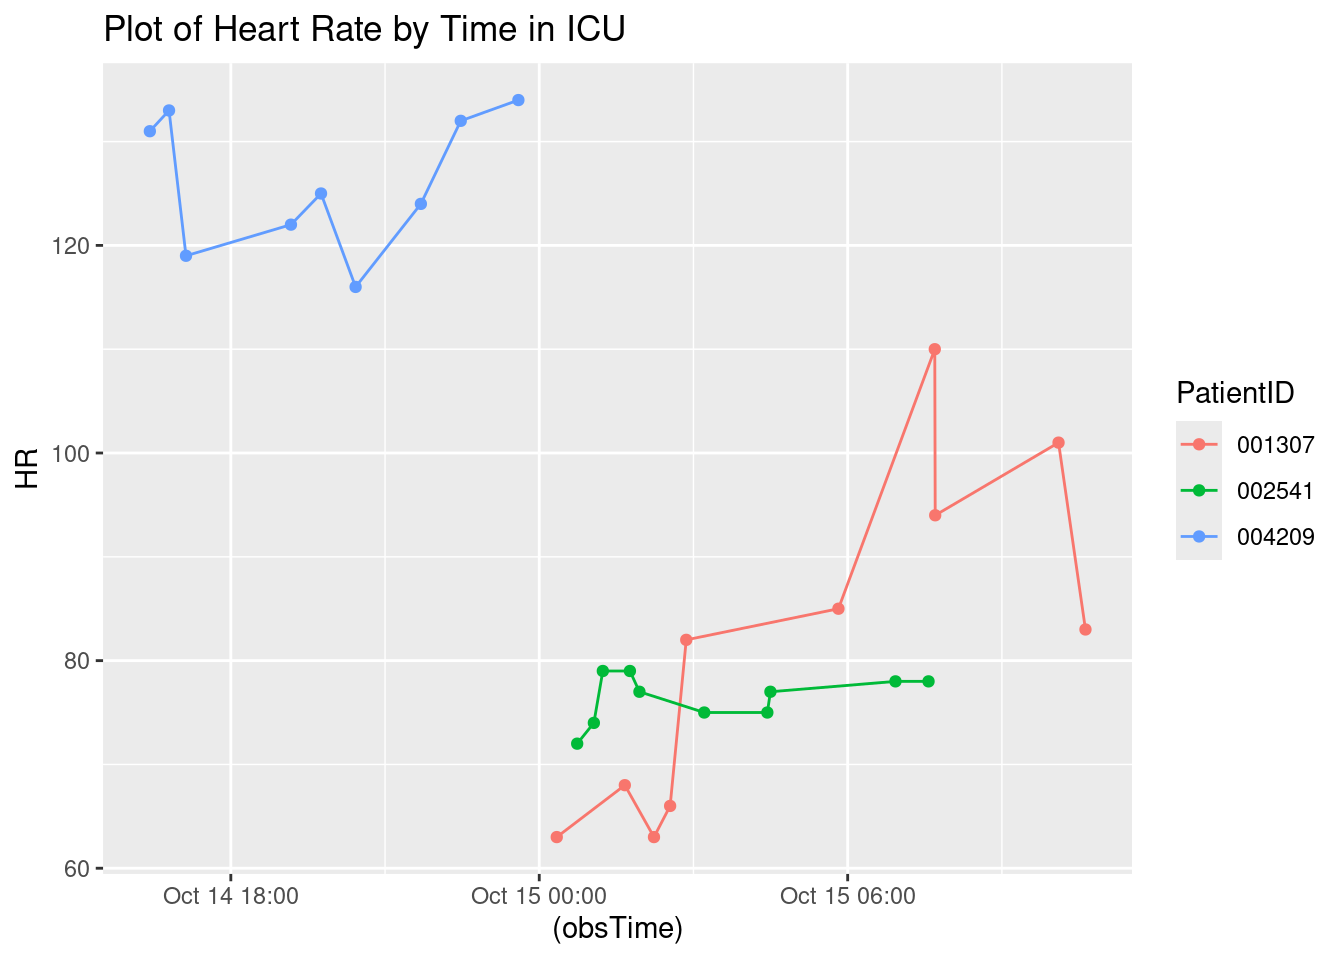 Plot of Heart Rate by Time in ICU
HR
120
100
80
60
Oct 14 18:00
Oct 15 00:00
Oct 15 06:00
(obsTime)
PatientID
001307
002541
004209